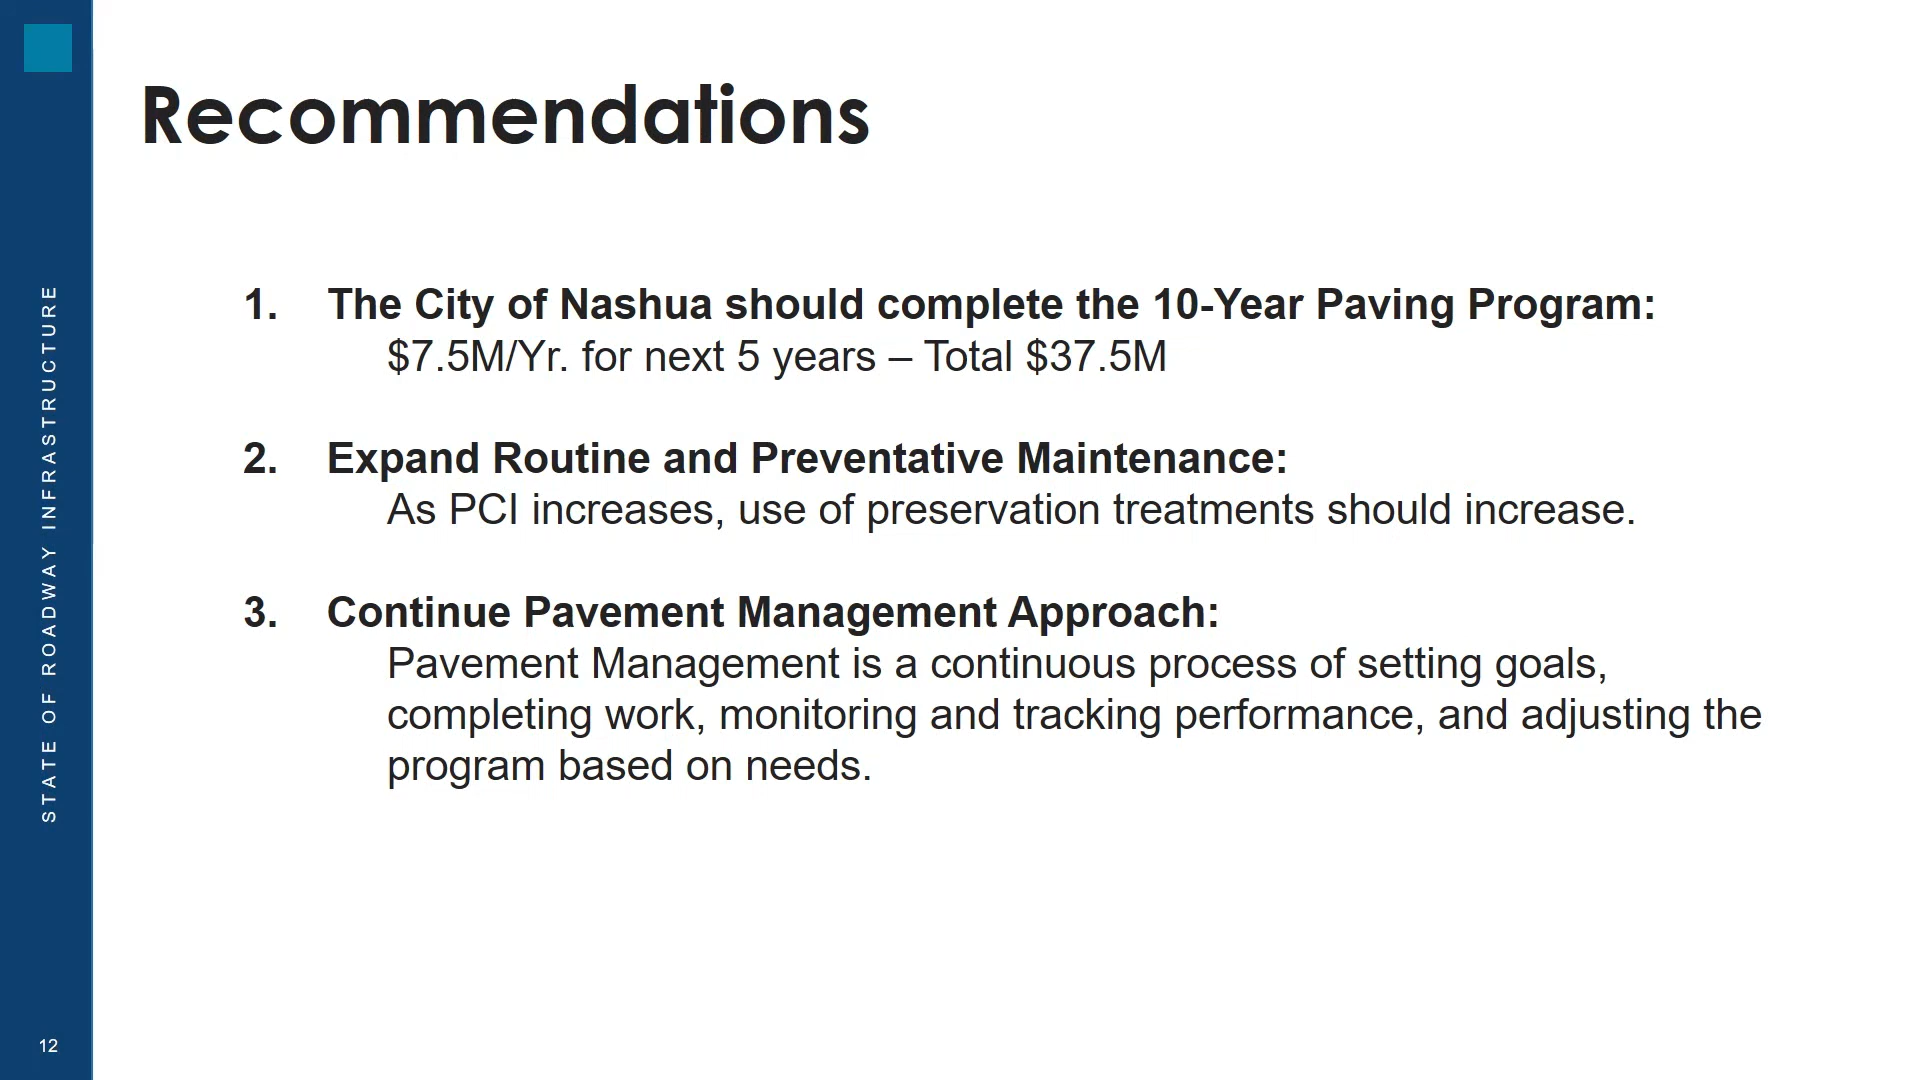 Recommendations
1. The City of Nashua should complete the 10-Year Paving Program:
$7.5M/Yr. for next 5 years – Total $37.5M
2. Expand Routine and Preventative Maintenance:
As PCI increases, use of preservation treatments should increase.
3. Continue Pavement Management Approach:
Pavement Management is a continuous process of setting goals,
completing work, monitoring and tracking performance, and adjusting the
program based on needs.
STATE OF ROADWAY INFRASTRUCTURE
12